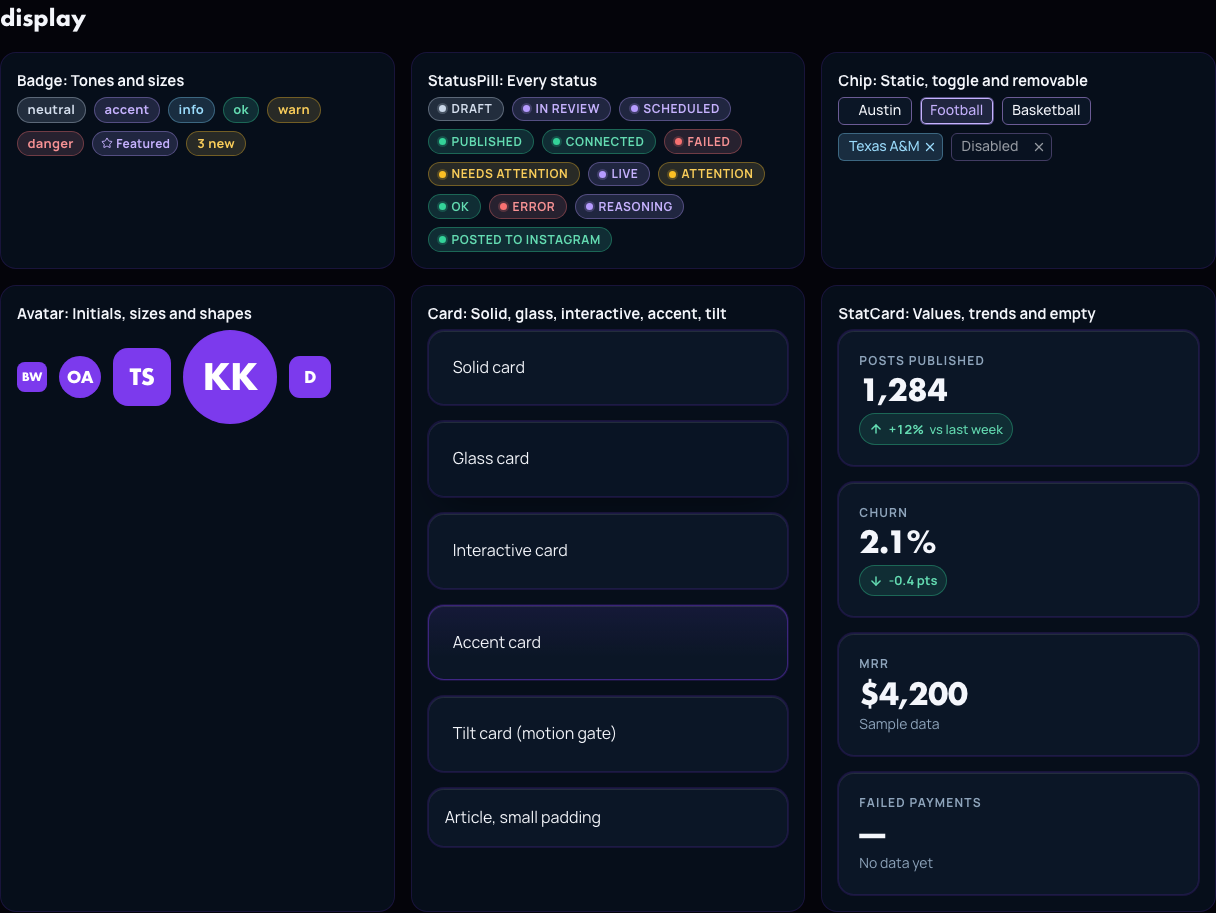 display
Badge: Tones and sizes
neutral accent info ok warn
danger Featured 3 new
StatusPill: Every status
DRAFT IN REVIEW SCHEDULED
PUBLISHED CONNECTED FAILED
NEEDS ATTENTION LIVE ATTENTION
OK ERROR REASONING
POSTED TO INSTAGRAM
Chip: Static, toggle and removable
Austin Football Basketball
Texas A&M Disabled
Avatar: Initials, sizes and shapes
BW OA TS KK D
Card: Solid, glass, interactive, accent, tilt
Solid card
Glass card
Interactive card
Accent card
Tilt card (motion gate)
Article, small padding
StatCard: Values, trends and empty
POSTS PUBLISHED
1,284
+12% vs last week
CHURN
2.1%
-0.4 pts
MRR
$4,200
Sample data
FAILED PAYMENTS
—
No data yet